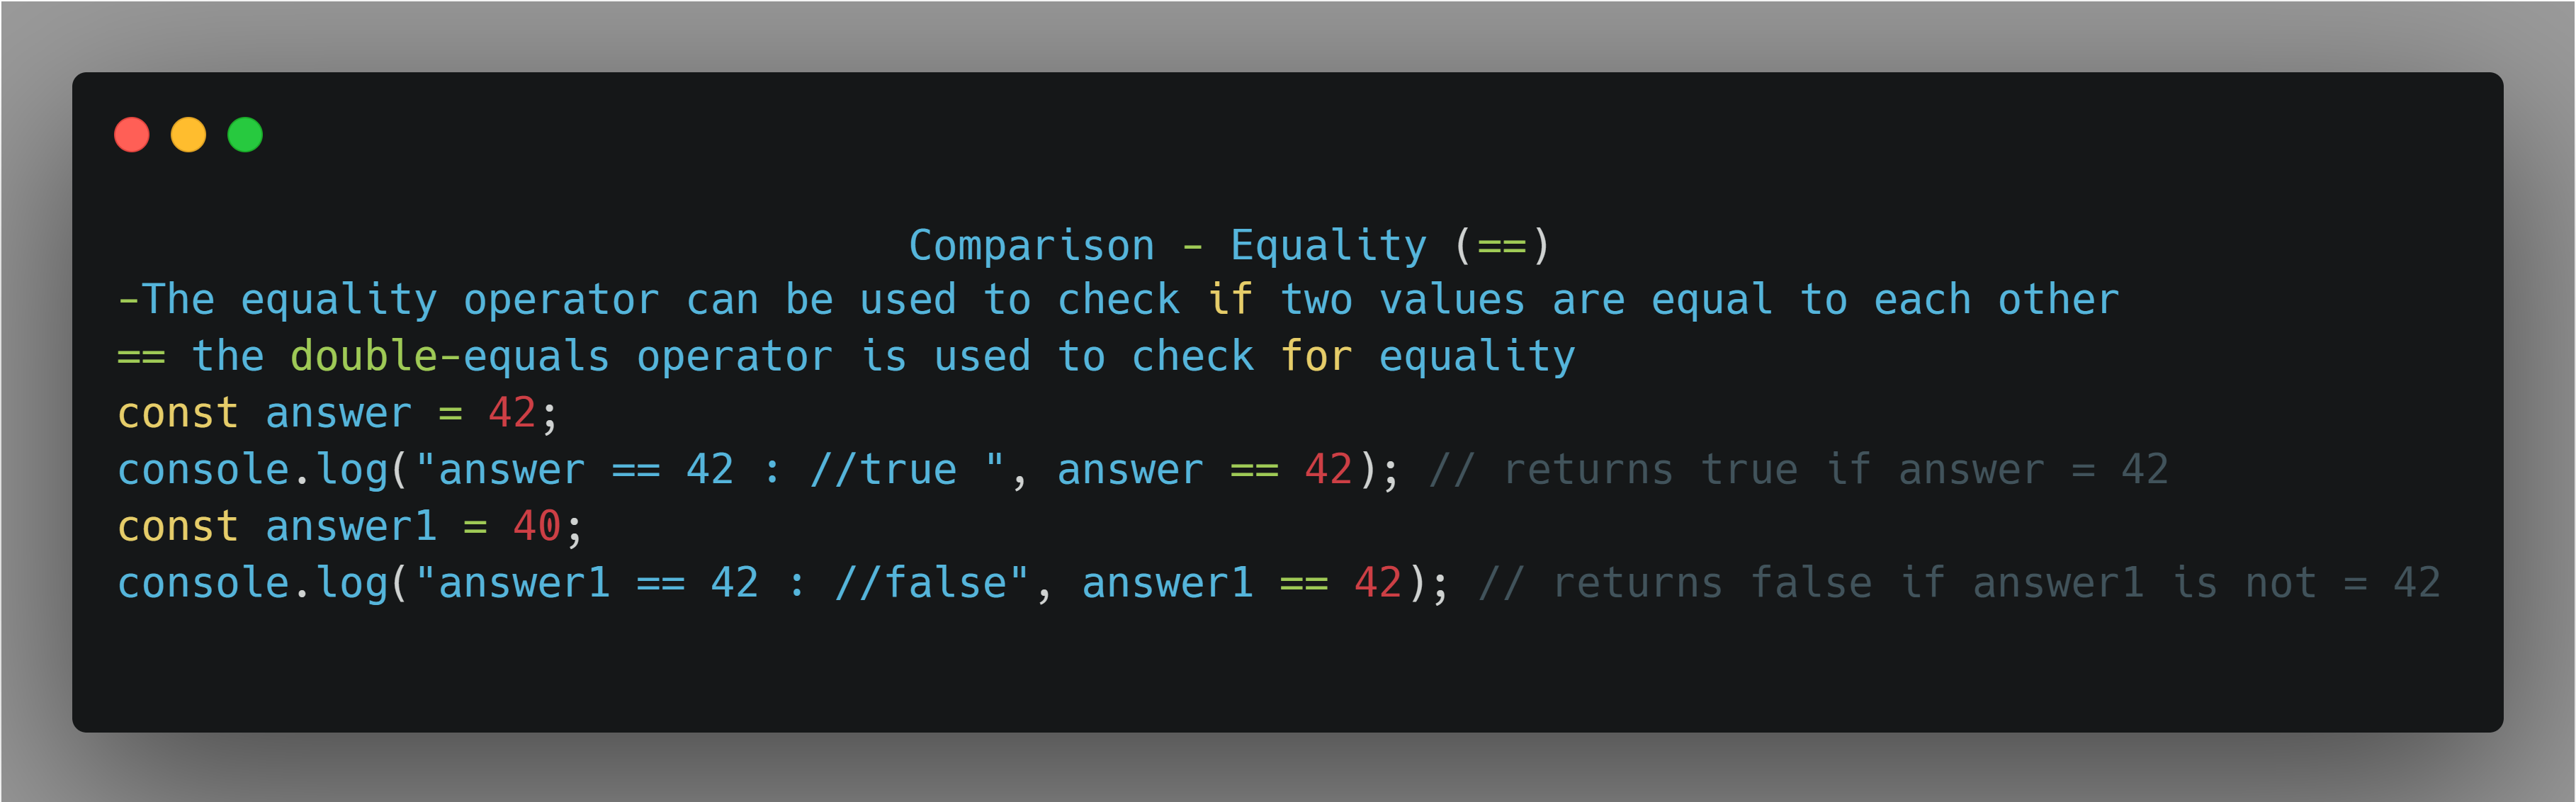 Comparison - Equality (==)
-The equality operator can be used to check if two values are equal to each other
== the double-equals operator is used to check for equality
const answer = 42;
console.log("answer == 42 : //true ", answer == 42); // returns true if answer = 42
const answer1 = 40;
console.log("answer1 == 42 : //false", answer1 == 42); // returns false if answer1 is not = 42